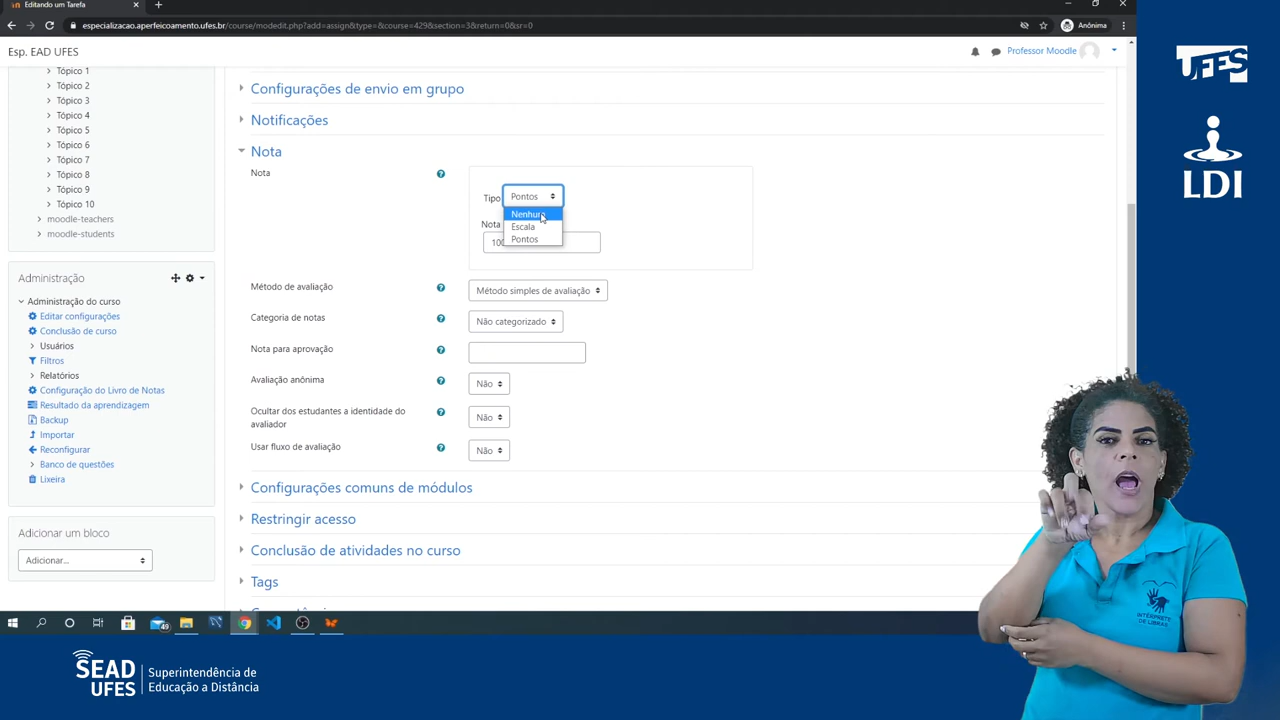 Editando um Tarefa
especializacao.aperfeicoamento.ufes.br/course/modedit.php?add=assign&type=&course=429&section=3&return=0&sr=0
Anônima
Esp. EAD UFES
Professor Moodle
Tópico 1
Tópico 2
Tópico 3
Tópico 4
Tópico 5
Tópico 6
Tópico 7
Tópico 8
Tópico 9
Tópico 10
moodle-teachers
moodle-students
Administração
Administração do curso
Editar configurações
Conclusão de curso
Usuários
Filtros
Relatórios
Configuração do Livro de Notas
Resultado da aprendizagem
Backup
Importar
Reconfigurar
Banco de questões
Lixeira
Adicionar um bloco
Adicionar...
Configurações de envio em grupo
Notificações
Nota
Nota
Tipo Pontos
Nenhum
Escala
Pontos
Nota
100
Método de avaliação
Método simples de avaliação
Categoria de notas
Não categorizado
Nota para aprovação
Avaliação anônima
Não
Ocultar dos estudantes a identidade do
avaliador
Não
Usar fluxo de avaliação
Não
Configurações comuns de módulos
Restringir acesso
Conclusão de atividades no curso
Tags
49
UFES
LDI
INTÉRPRETE
DE LIBRAS
SEAD
UFES
Superintendência de
Educação a Distância